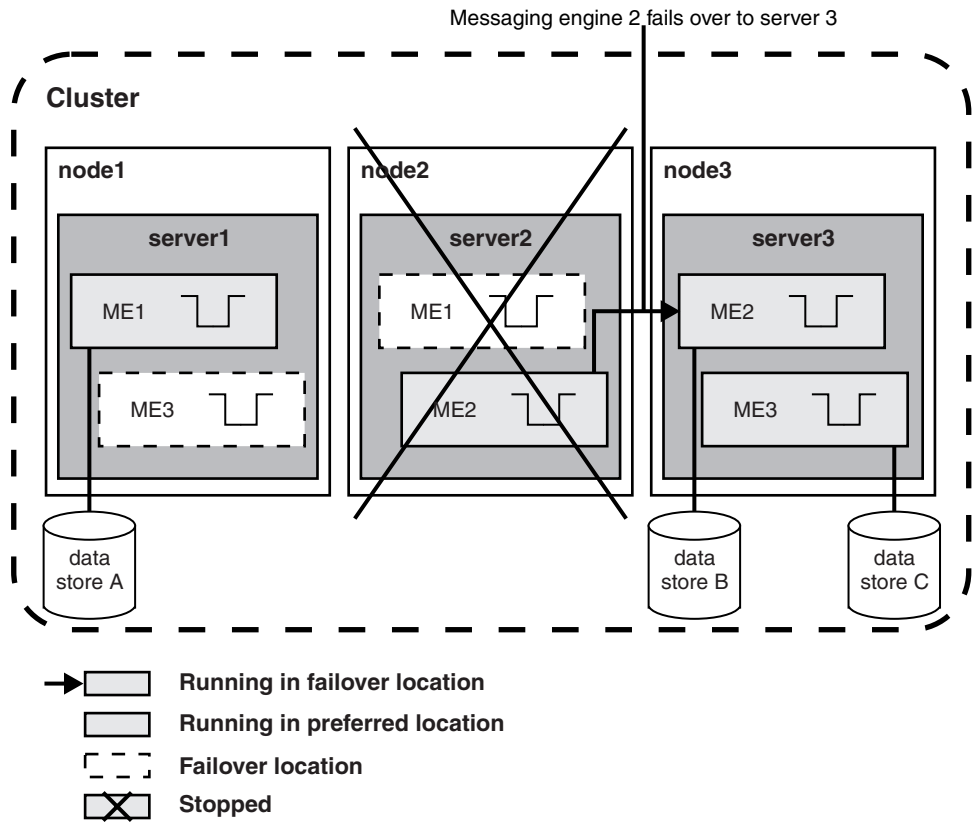 Messaging engine 2 fails over to server 3
Cluster
node1
node2
node3
server1
server2
server3
ME1
ME1
ME2
ME3
ME2
ME3
data
store A
data
store B
data
store C
Running in failover location
Running in preferred location
Failover location
Stopped